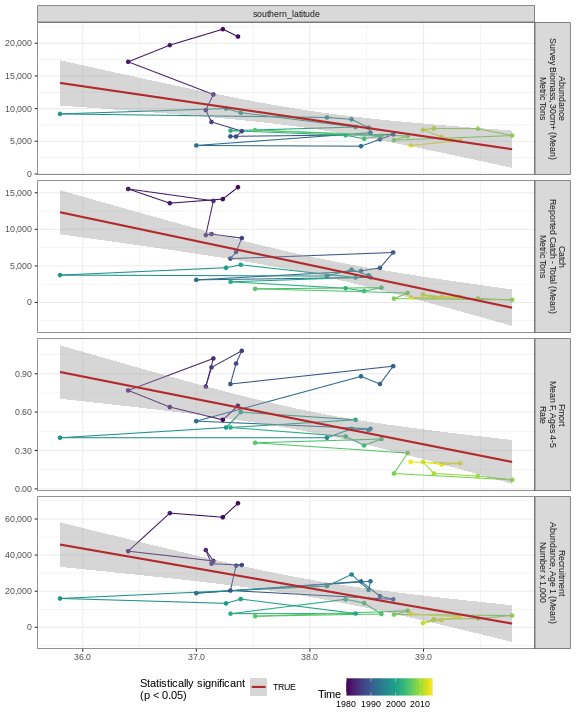 southern_latitude
20,000
15,000
10,000
5,000
0
Abundance
Survey Biomass, 30cm+ (Mean)
Metric Tons
15,000
10,000
5,000
0
Catch
Reported Catch - Total (Mean)
Metric Tons
0.90
0.60
0.30
0.00
Fmort
Mean F, Ages 4-5
Rate
60,000
40,000
20,000
0
Recruitment
Abundance, Age 1 (Mean)
Number x 1,000
36.0 37.0 38.0 39.0
Statistically significant
(p < 0.05)
TRUE
Time
1980 1990 2000 2010